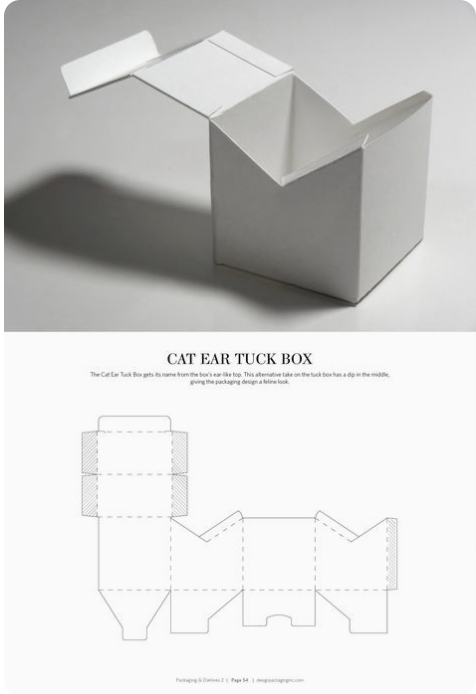 CAT EAR TUCK BOX
The Cat Ear Tuck Box gets its name from the box's ear-like top. This alternative take on the tuck box has a dip in the middle,
giving the packaging design a feline look.
Packaging & Dielines 2 | Page 54 | designpackaginginc.com